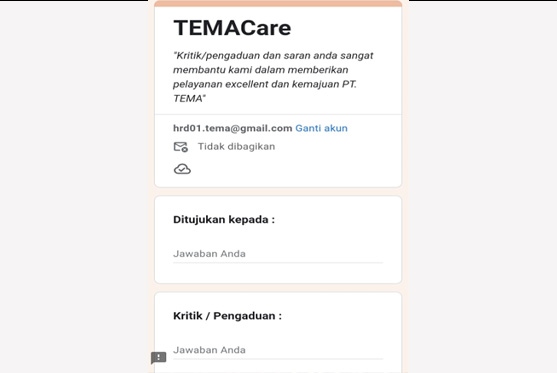 TEMACare
"Kritik/pengaduan dan saran anda sangat
membantu kami dalam memberikan
pelayanan excellent dan kemajuan PT.
TEMA"
hrd01.tema@gmail.com Ganti akun
Tidak dibagikan
Ditujukan kepada :
Jawaban Anda
Kritik / Pengaduan :
Jawaban Anda